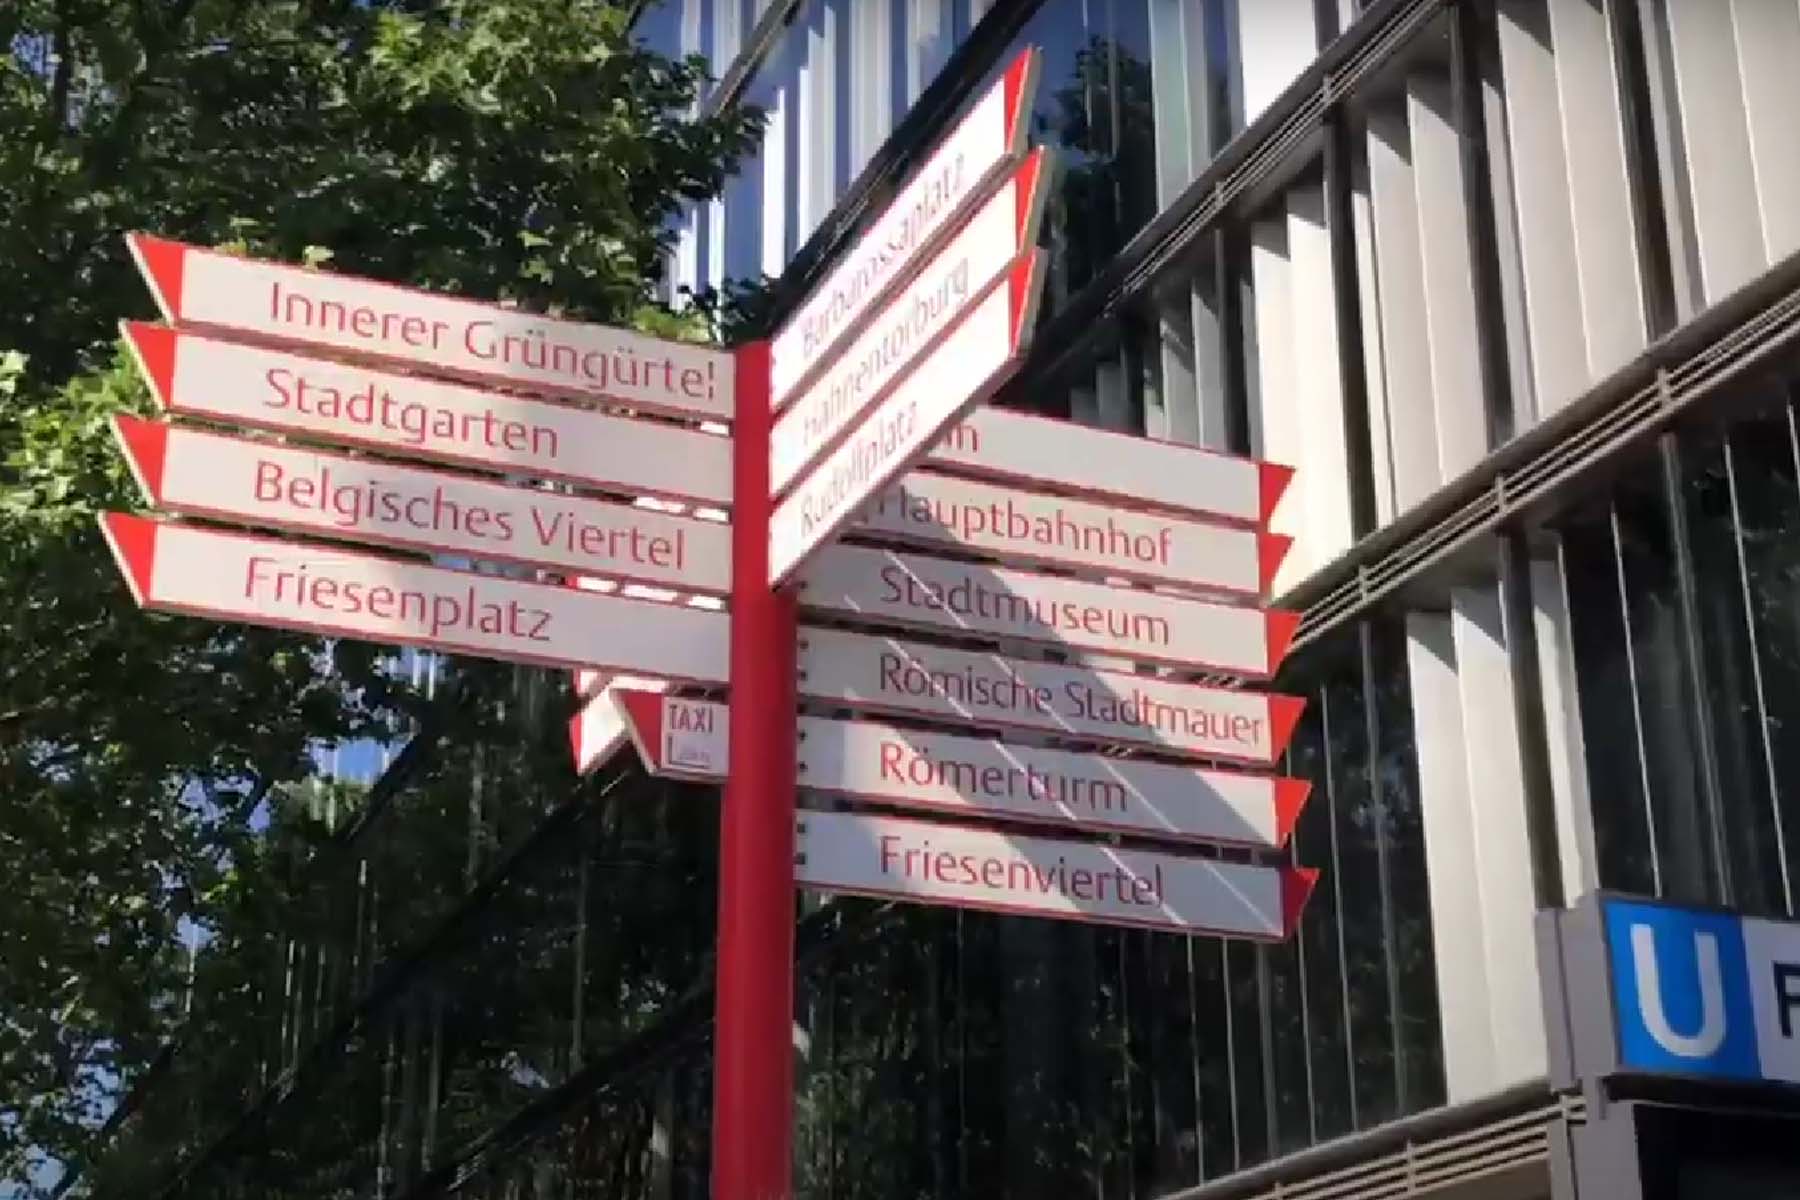 Innerer Grüngürtel
Stadtgarten
Belgisches Viertel
Friesenplatz
TAXI
Barbarossaplatz
Hahnentorburg
Rudolfplatz
Hauptbahnhof
Stadtmuseum
Römische Stadtmauer
Römerturm
Friesenviertel
U